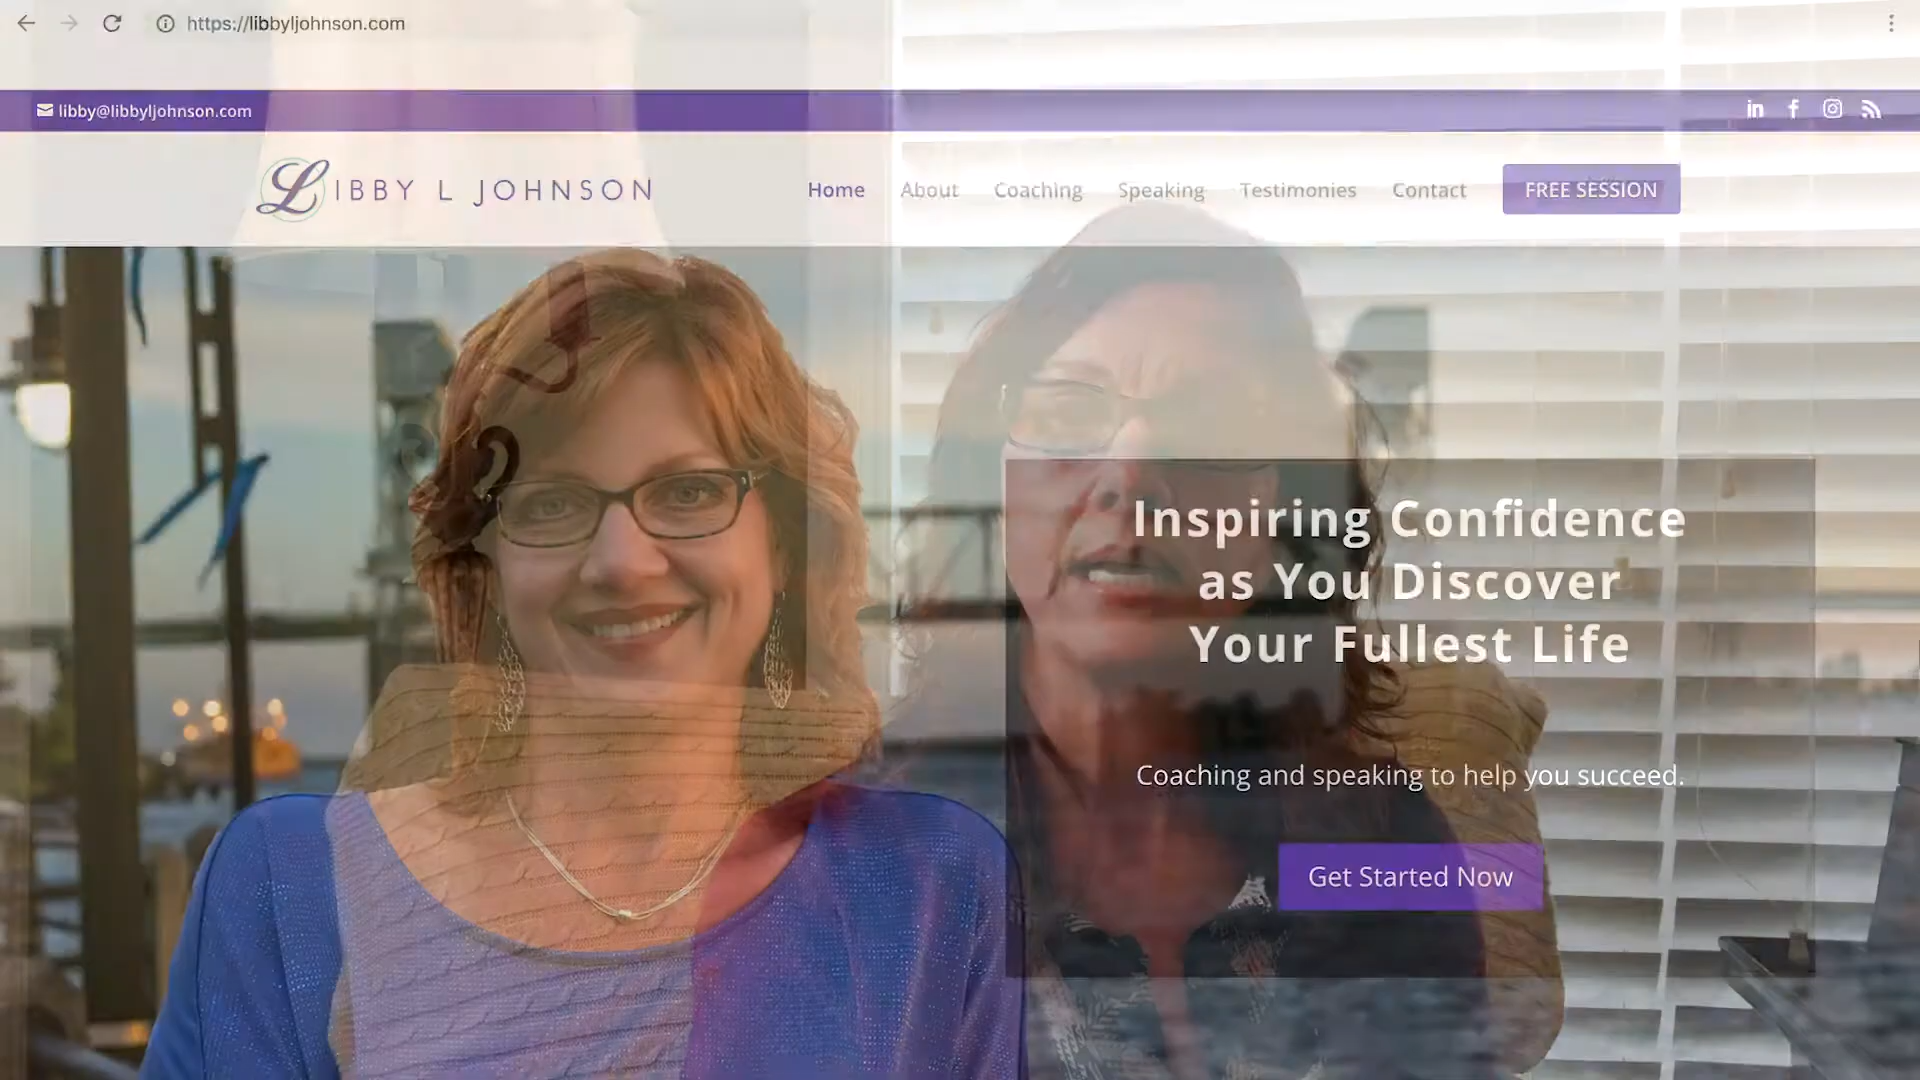 https://libbyljohnson.com
libby@libbyljohnson.com
LIBBY L JOHNSON
Home About Coaching Speaking Testimonies Contact FREE SESSION
Inspiring Confidence
as You Discover
Your Fullest Life
Coaching and speaking to help you succeed.
Get Started Now